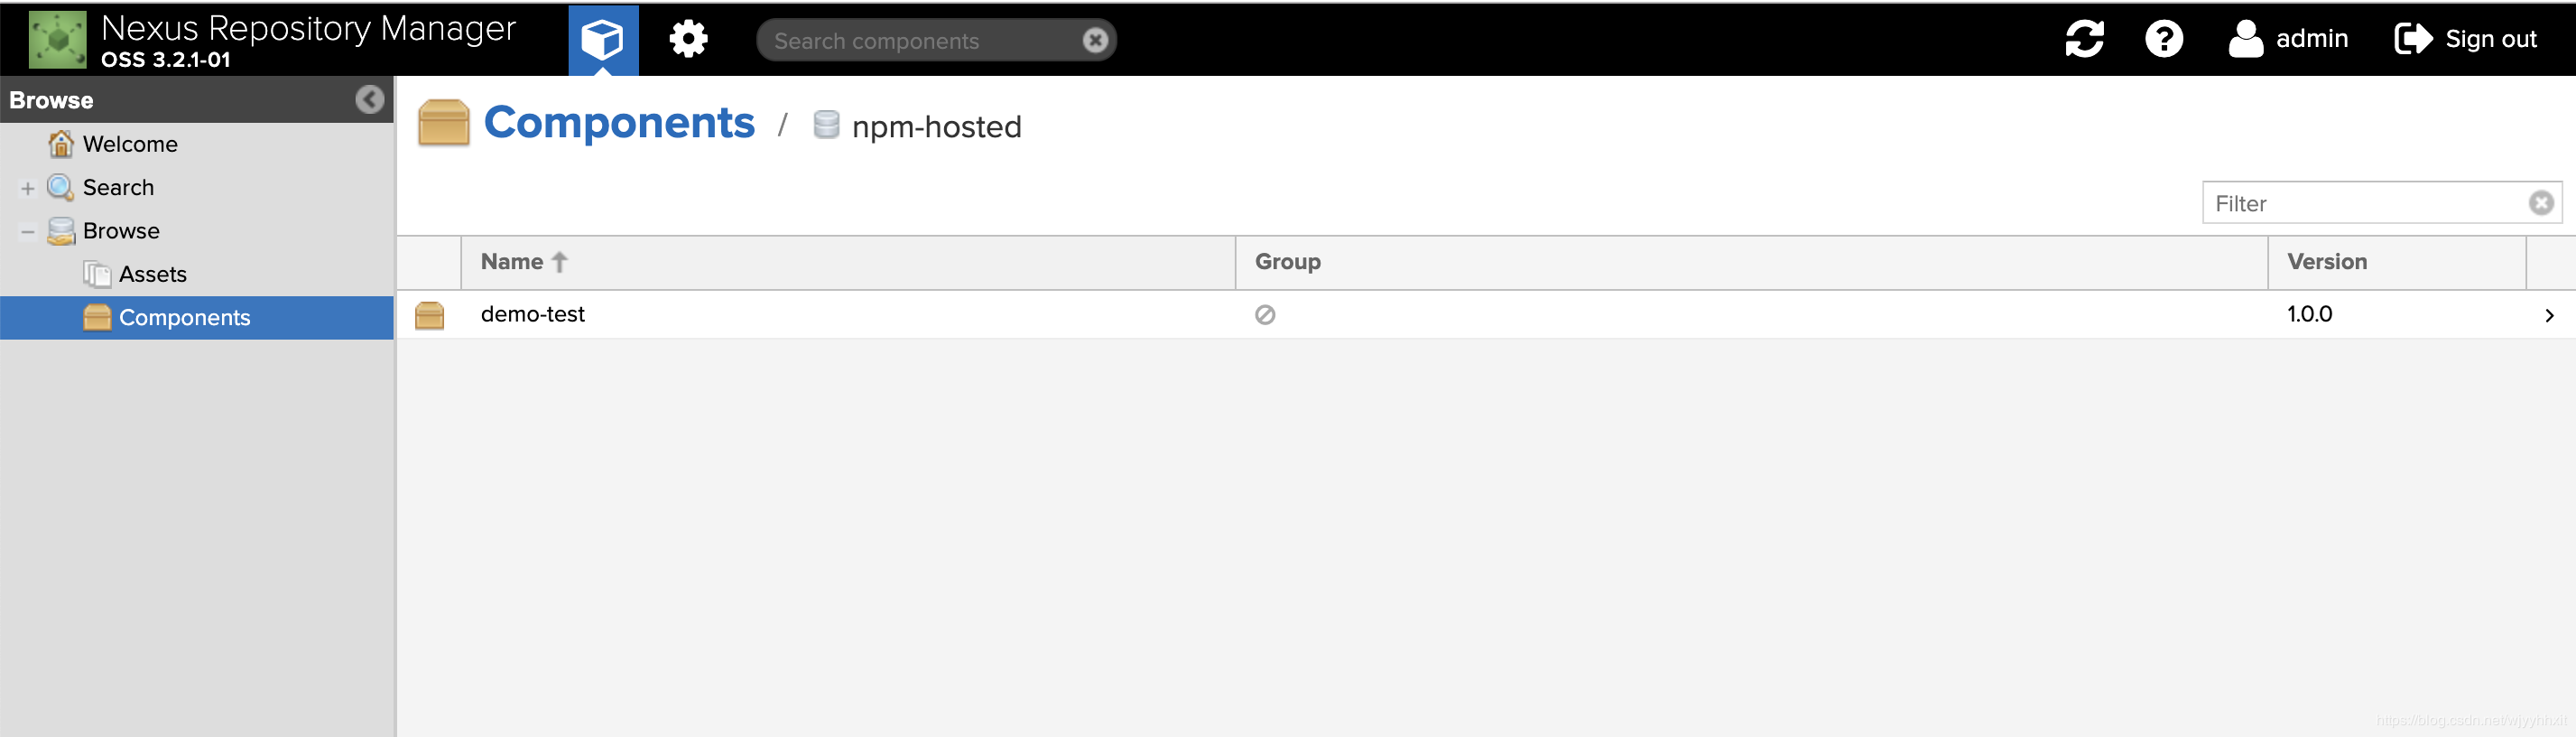 Nexus Repository Manager
OSS 3.2.1-01
Search components
admin
Sign out
Browse
Welcome
Search
Browse
Assets
Components
Components / npm-hosted
Filter
Name
Group
Version
demo-test
1.0.0
https://blog.csdn.net/wjyyhhxit